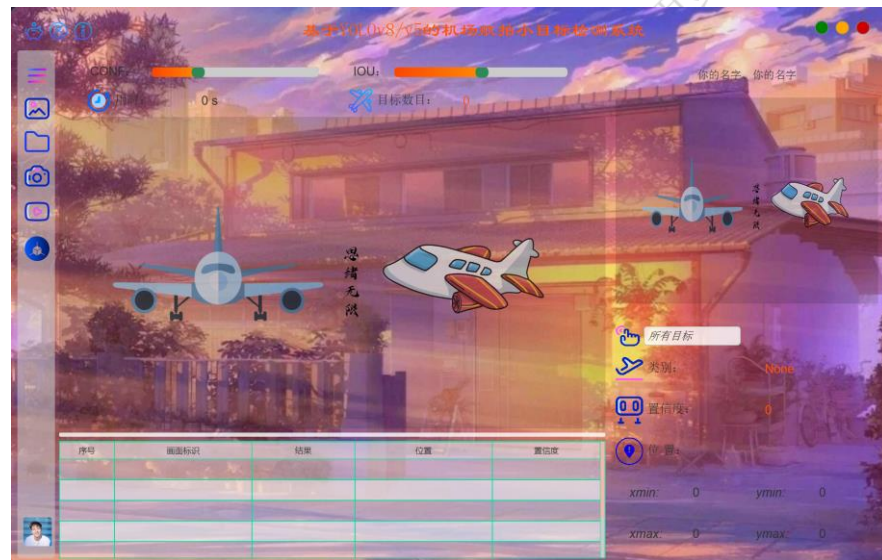 基于YOLOv8/v5的机场跑道小目标检测系统
CONF:
IOU:
你的名字 你的名字
用时:
0 s
目标数目:
0
思绪无限
思绪无限
所有目标
类别:
None
置信度:
0
位置:
序号 画面标识 结果 位置 置信度
xmin: 0 ymin: 0
xmax: 0 ymax: 0